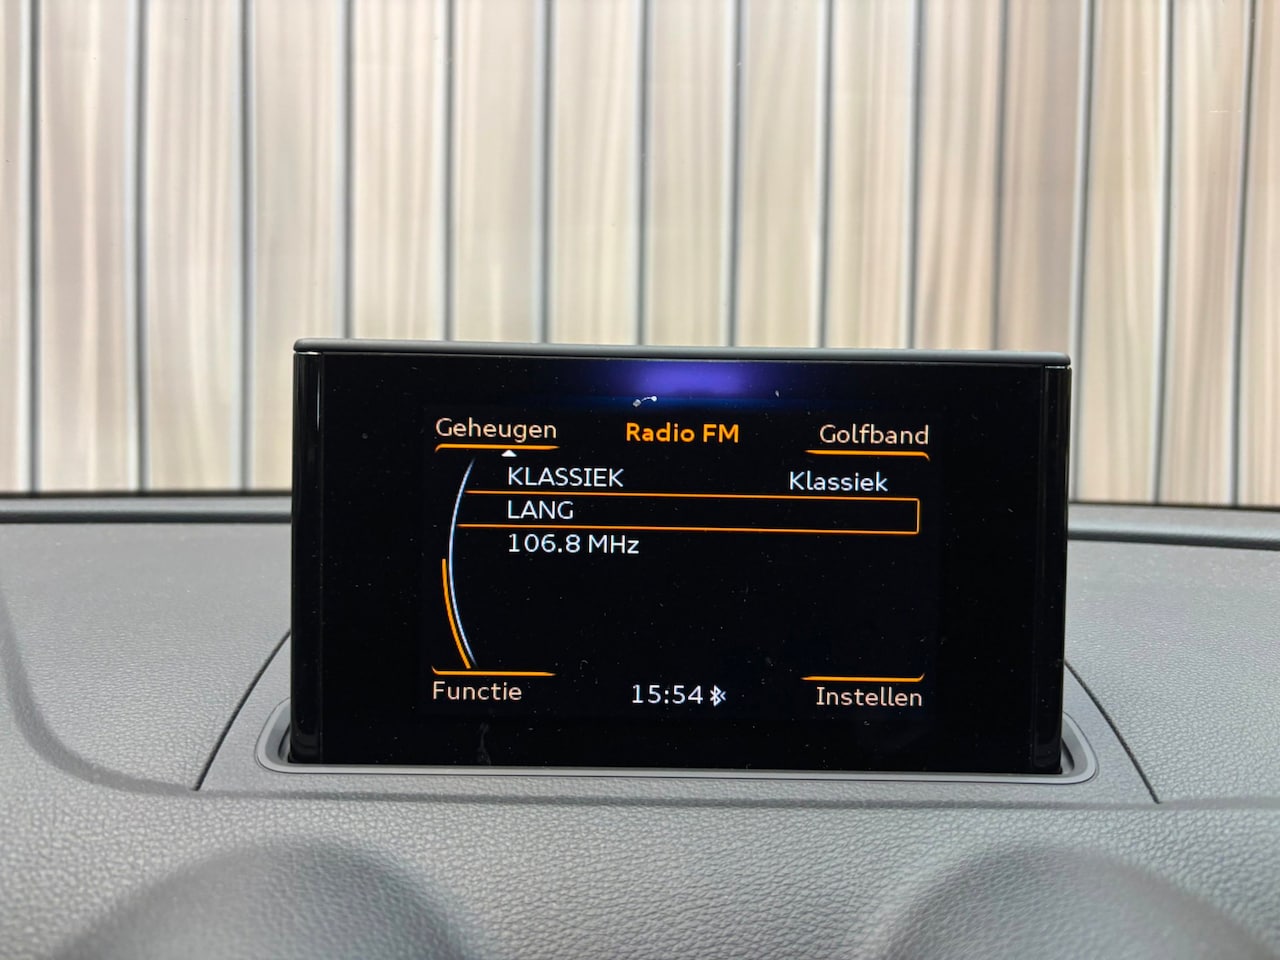 Geheugen Radio FM Golfband
KLASSIEK Klassiek
LANG
106.8 MHz
Functie 15:54 Instellen